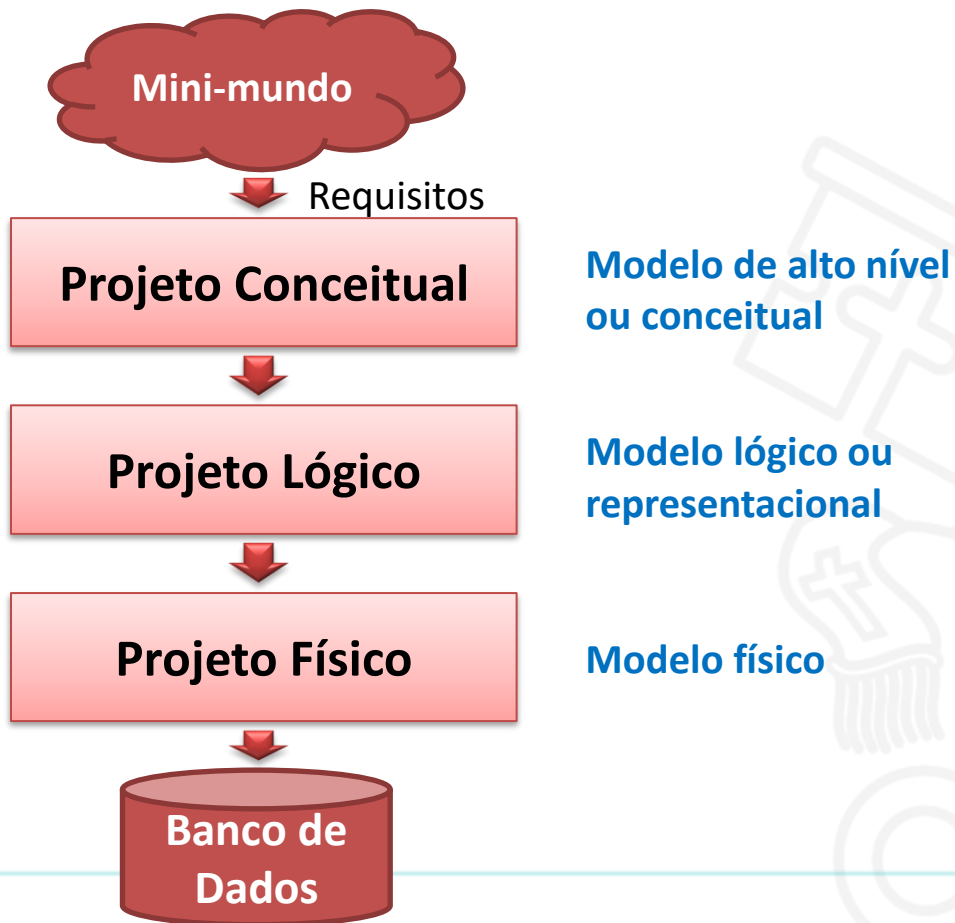 Mini-mundo
Requisitos
Projeto Conceitual
Modelo de alto nível
ou conceitual
Projeto Lógico
Modelo lógico ou
representacional
Projeto Físico
Modelo físico
Banco de
Dados